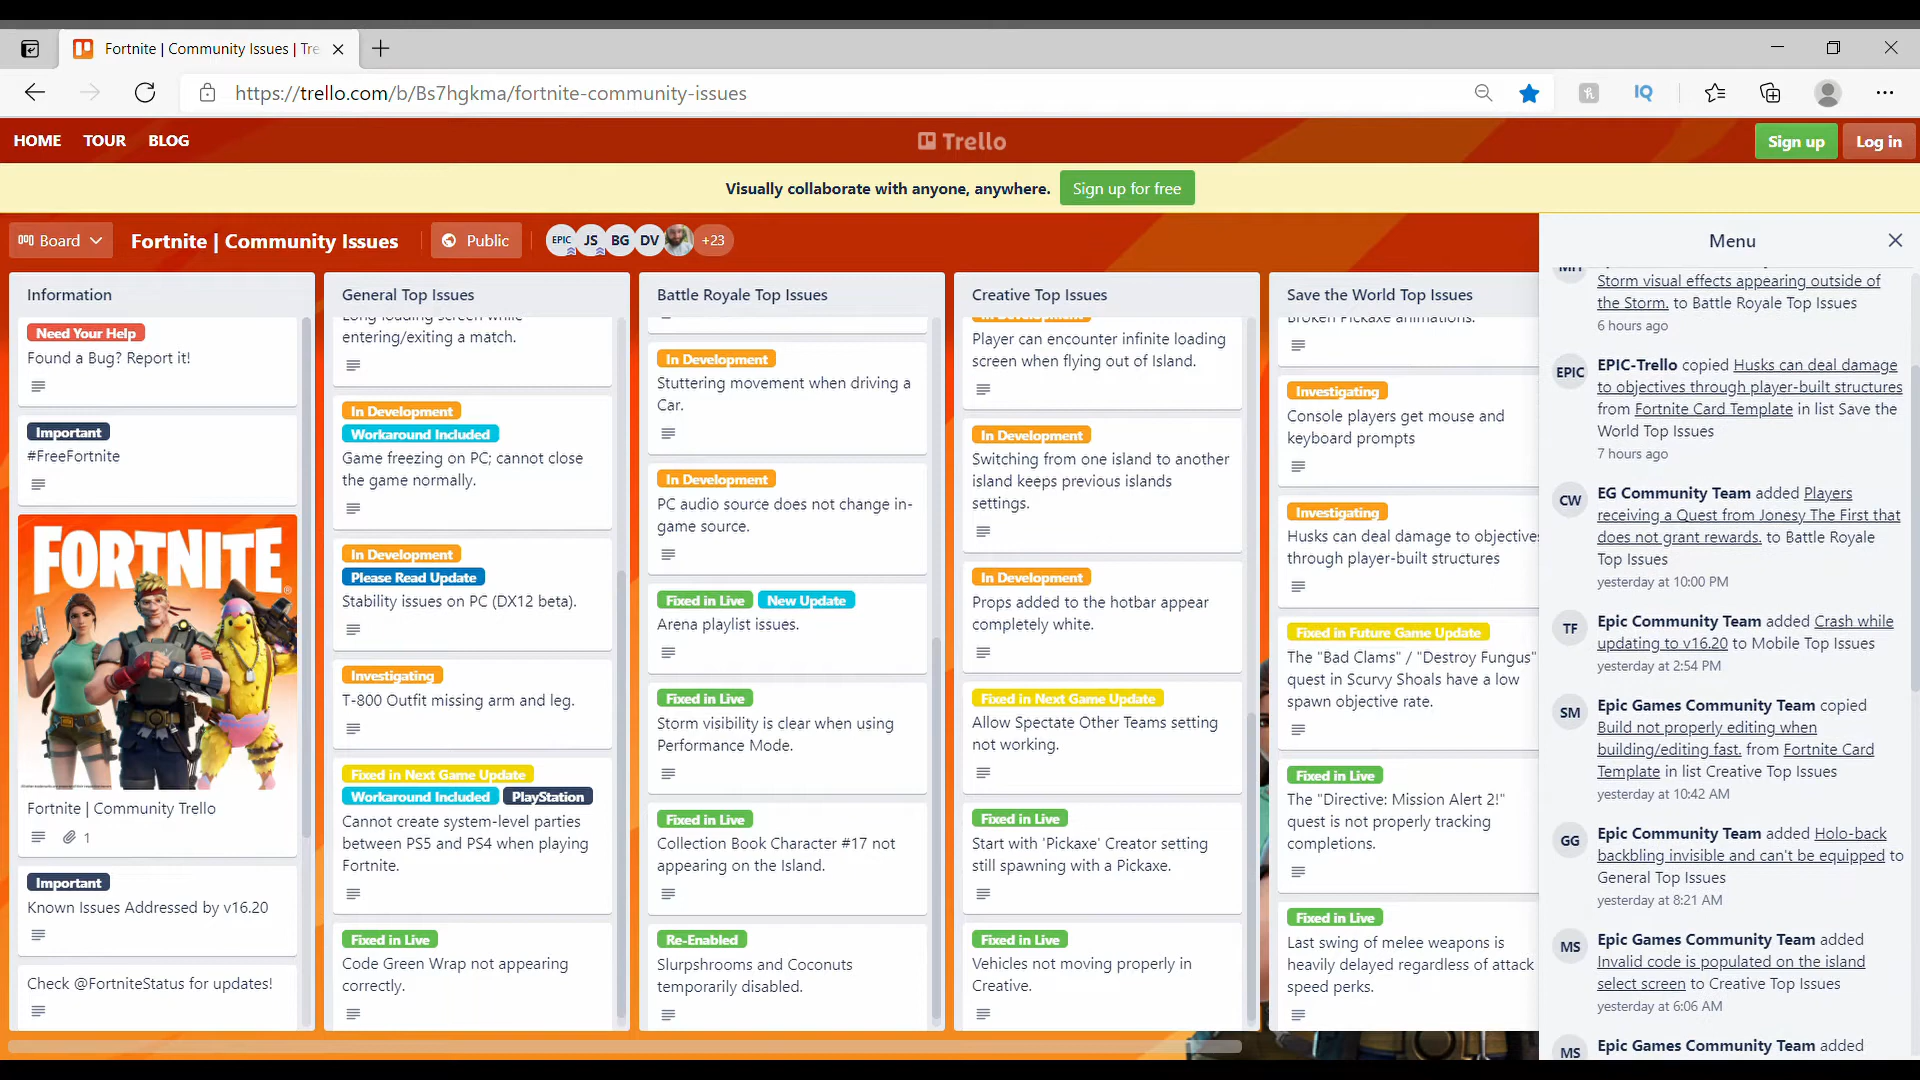 Fortnite | Community Issues | Tre
https://trello.com/b/Bs7hgkma/fortnite-community-issues
IQ
HOME TOUR BLOG
Trello
Sign up
Log in
Visually collaborate with anyone, anywhere.
Sign up for free
Board
Fortnite | Community Issues
Public
EPIC JS BG DV +23
Menu
Information
Need Your Help
Found a Bug? Report it!
Important
#FreeFortnite
FORTNITE
Fortnite | Community Trello
1
Important
Known Issues Addressed by v16.20
Check @FortniteStatus for updates!
General Top Issues
Long loading screen while
entering/exiting a match.
In Development
Workaround Included
Game freezing on PC; cannot close
the game normally.
In Development
Please Read Update
Stability issues on PC (DX12 beta).
Investigating
T-800 Outfit missing arm and leg.
Fixed in Next Game Update
Workaround Included PlayStation
Cannot create system-level parties
between PS5 and PS4 when playing
Fortnite.
Fixed in Live
Code Green Wrap not appearing
correctly.
Battle Royale Top Issues
In Development
Stuttering movement when driving a
Car.
In Development
PC audio source does not change in-
game source.
Fixed in Live New Update
Arena playlist issues.
Fixed in Live
Storm visibility is clear when using
Performance Mode.
Fixed in Live
Collection Book Character #17 not
appearing on the Island.
Re-Enabled
Slurpshrooms and Coconuts
temporarily disabled.
Creative Top Issues
In Development
Player can encounter infinite loading
screen when flying out of Island.
In Development
Switching from one island to another
island keeps previous islands
settings.
In Development
Props added to the hotbar appear
completely white.
Fixed in Next Game Update
Allow Spectate Other Teams setting
not working.
Fixed in Live
Start with 'Pickaxe' Creator setting
still spawning with a Pickaxe.
Fixed in Live
Vehicles not moving properly in
Creative.
Save the World Top Issues
Broken Pickaxe animations.
Investigating
Console players get mouse and
keyboard prompts
Investigating
Husks can deal damage to objectives
through player-built structures
Fixed in Future Game Update
The "Bad Clams" / "Destroy Fungus"
quest in Scurvy Shoals have a low
spawn objective rate.
Fixed in Live
The "Directive: Mission Alert 2!"
quest is not properly tracking
completions.
Fixed in Live
Last swing of melee weapons is
heavily delayed regardless of attack
speed perks.
Storm visual effects appearing outside of
the Storm. to Battle Royale Top Issues
6 hours ago
EPIC
EPIC-Trello copied Husks can deal damage
to objectives through player-built structures
from Fortnite Card Template in list Save the
World Top Issues
7 hours ago
CW
EG Community Team added Players
receiving a Quest from Jonesy The First that
does not grant rewards. to Battle Royale
Top Issues
yesterday at 10:00 PM
TF
Epic Community Team added Crash while
updating to v16.20 to Mobile Top Issues
yesterday at 2:54 PM
SM
Epic Games Community Team copied
Build not properly editing when
building/editing fast. from Fortnite Card
Template in list Creative Top Issues
yesterday at 10:42 AM
GG
Epic Community Team added Holo-back
backbling invisible and can't be equipped to
General Top Issues
yesterday at 8:21 AM
MS
Epic Games Community Team added
Invalid code is populated on the island
select screen to Creative Top Issues
yesterday at 6:06 AM
MS
Epic Games Community Team added